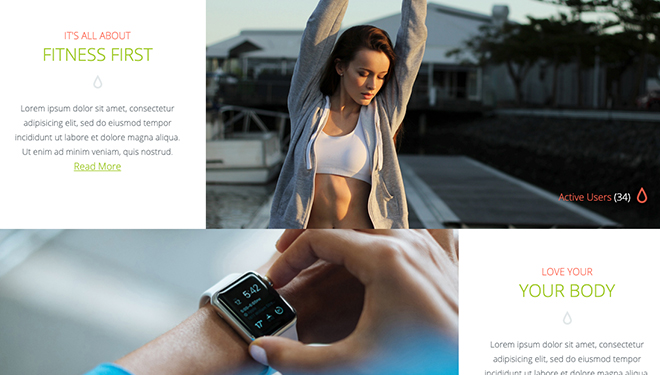 IT'S ALL ABOUT
FITNESS FIRST
Lorem ipsum dolor sit amet, consectetur
adipisicing elit, sed do eiusmod tempor
incididunt ut labore et dolore magna aliqua.
Ut enim ad minim veniam, quis nostrud.
Read More
Active Users (34)
5:42
LOVE YOUR
YOUR BODY
Lorem ipsum dolor sit amet, consectetur
adipisicing elit, sed do eiusmod tempor
incididunt ut labore et dolore magna aliqua.